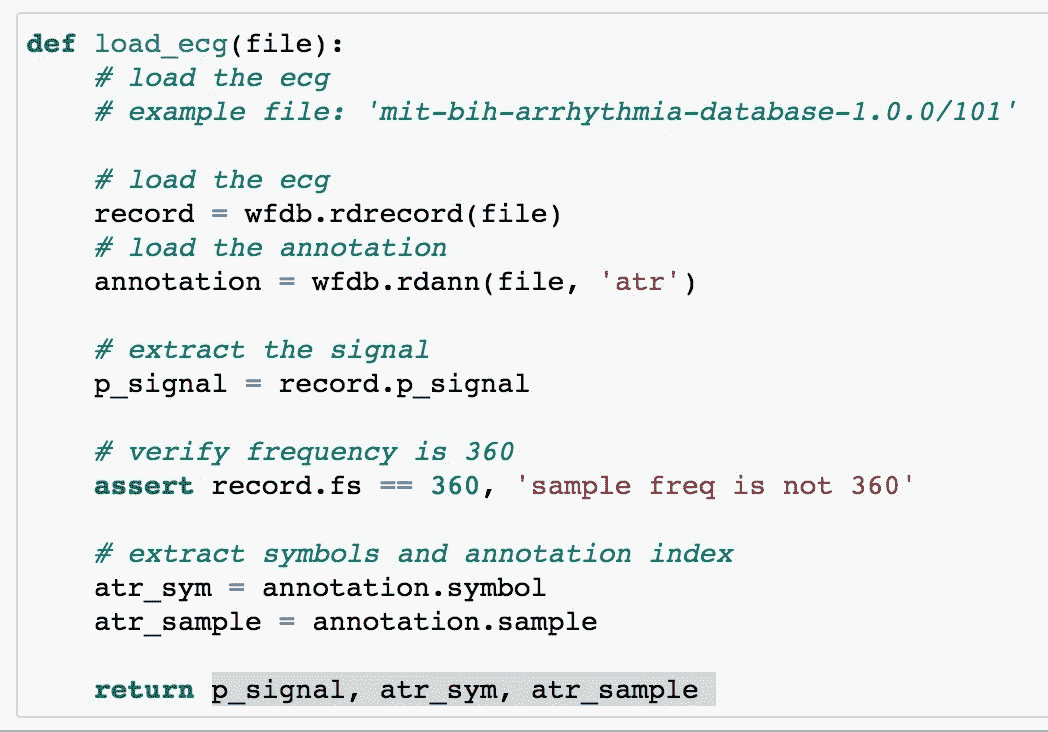 def load_ecg(file):
    # load the ecg
    # example file: 'mit-bih-arrhythmia-database-1.0.0/101'
    # load the ecg
    record = wfdb.rdrecord(file)
    # load the annotation
    annotation = wfdb.rdann(file, 'atr')
    # extract the signal
    p_signal = record.p_signal
    # verify frequency is 360
    assert record.fs == 360, 'sample freq is not 360'
    # extract symbols and annotation index
    atr_sym = annotation.symbol
    atr_sample = annotation.sample
    return p_signal, atr_sym, atr_sample